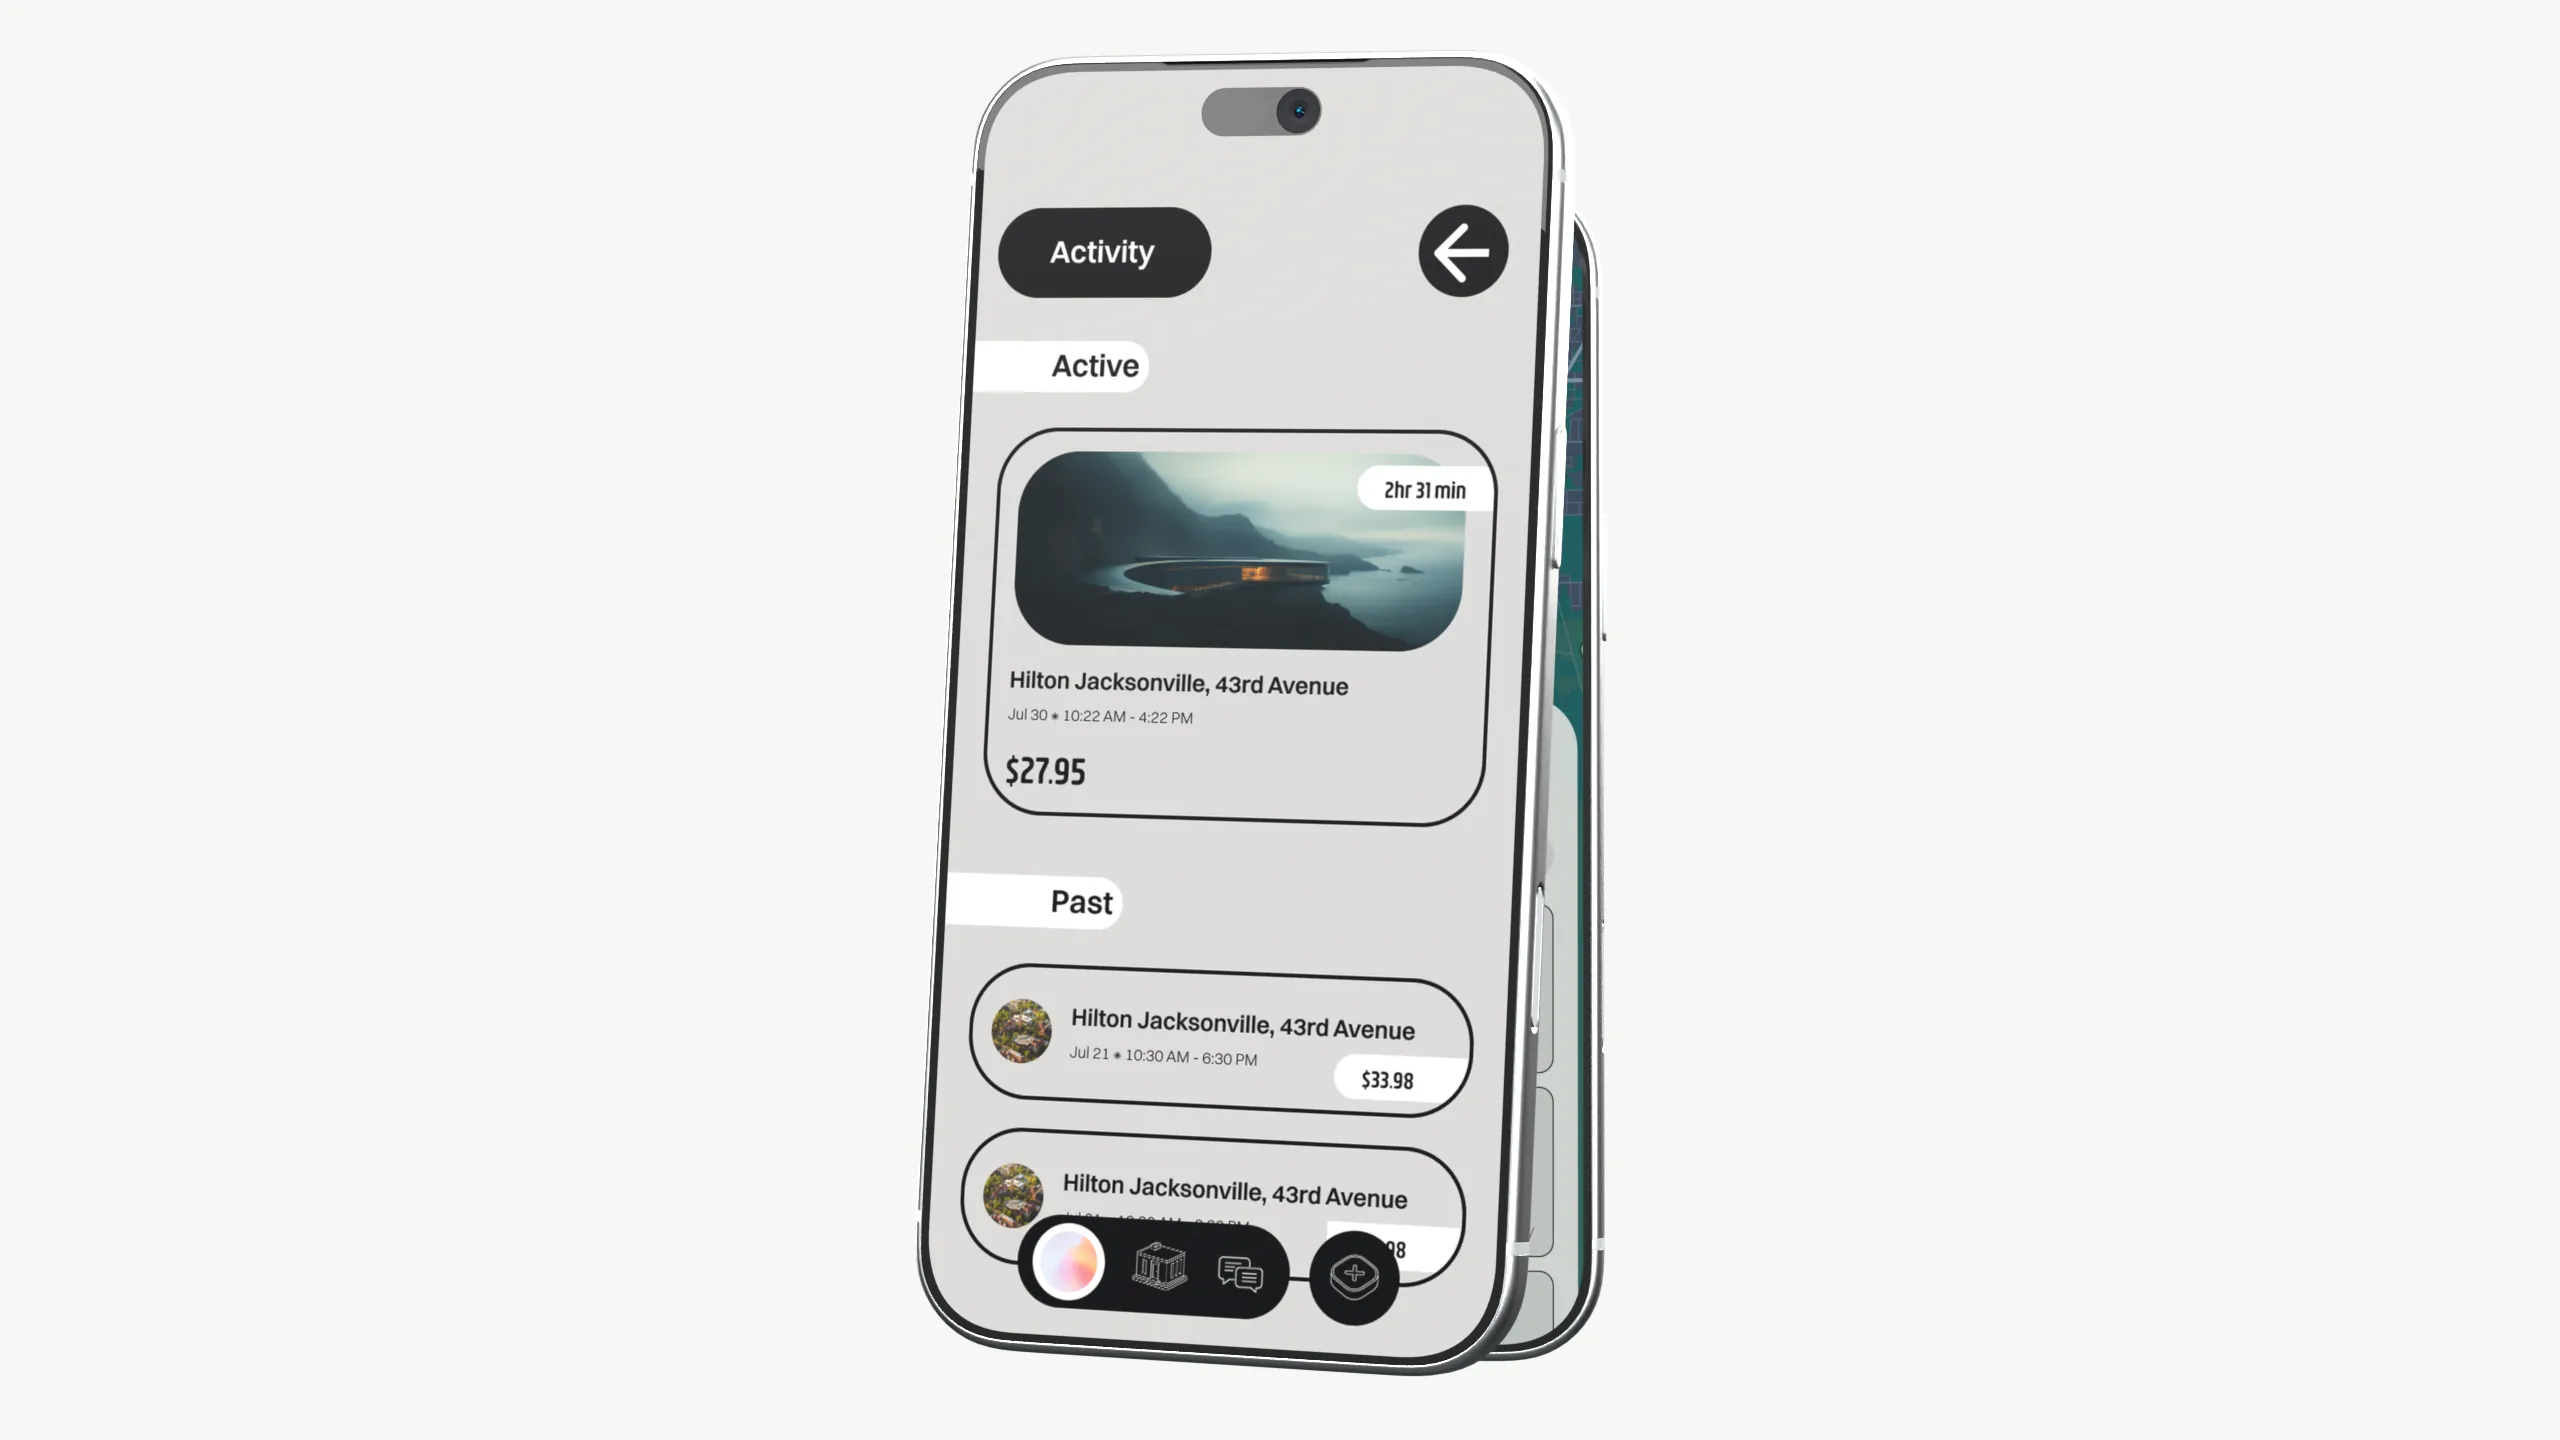 Activity
Active
2hr 31 min
Hilton Jacksonville, 43rd Avenue
Jul 30 • 10:22 AM - 4:22 PM
$27.95
Past
Hilton Jacksonville, 43rd Avenue
Jul 21 • 10:30 AM - 6:30 PM
$33.98
Hilton Jacksonville, 43rd Avenue
98